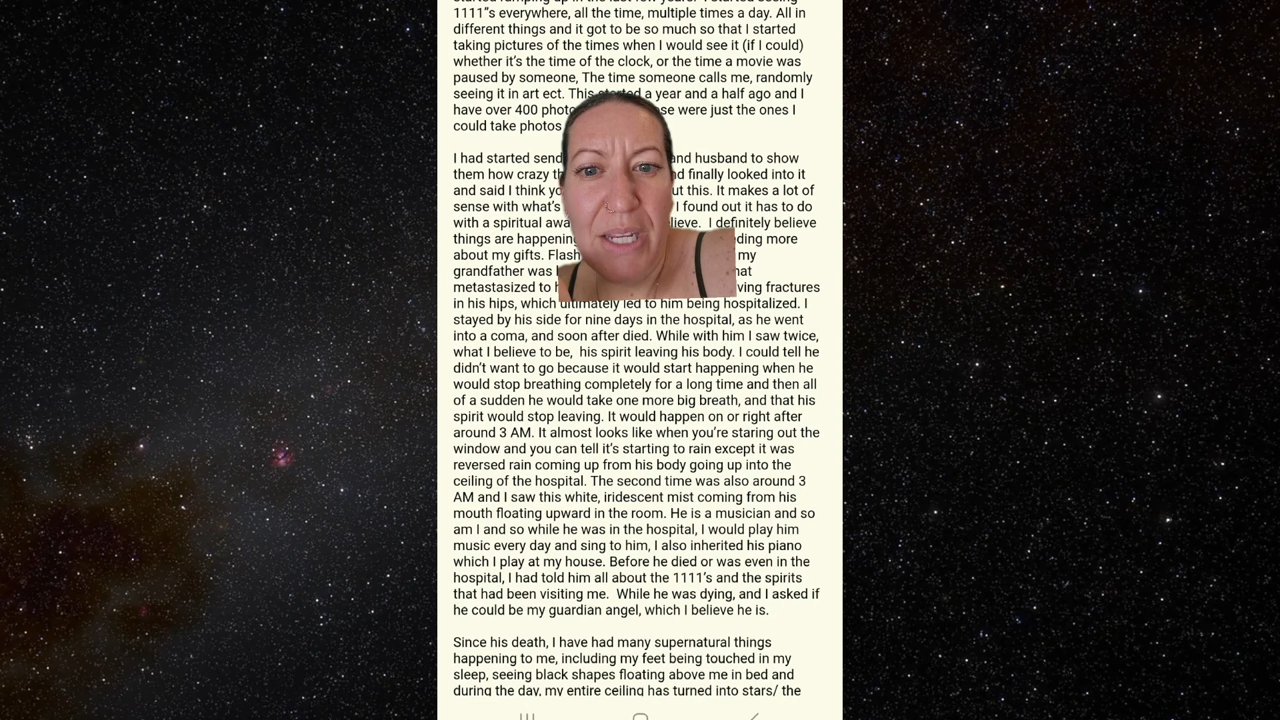 started ramping up in the last few years. I started seeing
1111"s everywhere, all the time, multiple times a day. All in
different things and it got to be so much so that I started
taking pictures of the times when I would see it (if I could)
whether it's the time of the clock, or the time a movie was
paused by someone, The time someone calls me, randomly
seeing it in art ect. This started a year and a half ago and I
have over 400 were just the ones I
could take photos
I had started and husband to show
them how crazy finally looked into it
and said I think this. It makes a lot of
sense with what's I found out it has to do
with a spiritual I definitely believe
things are happening more
about my gifts. my
grandfather was
metastasized to fractures
in his hips, which ultimately led to him being hospitalized. I
stayed by his side for nine days in the hospital, as he went
into a coma, and soon after died. While with him I saw twice,
what I believe to be, his spirit leaving his body. I could tell he
didn't want to go because it would start happening when he
would stop breathing completely for a long time and then all
of a sudden he would take one more big breath, and that his
spirit would stop leaving. It would happen on or right after
around 3 AM. It almost looks like when you're staring out the
window and you can tell it's starting to rain except it was
reversed rain coming up from his body going up into the
ceiling of the hospital. The second time was also around 3
AM and I saw this white, iridescent mist coming from his
mouth floating upward in the room. He is a musician and so
am I and so while he was in the hospital, I would play him
music every day and sing to him, I also inherited his piano
which I play at my house. Before he died or was even in the
hospital, I had told him all about the 1111's and the spirits
that had been visiting me. While he was dying, and I asked if
he could be my guardian angel, which I believe he is.
Since his death, I have had many supernatural things
happening to me, including my feet being touched in my
sleep, seeing black shapes floating above me in bed and
during the day, my entire ceiling has turned into stars/ the